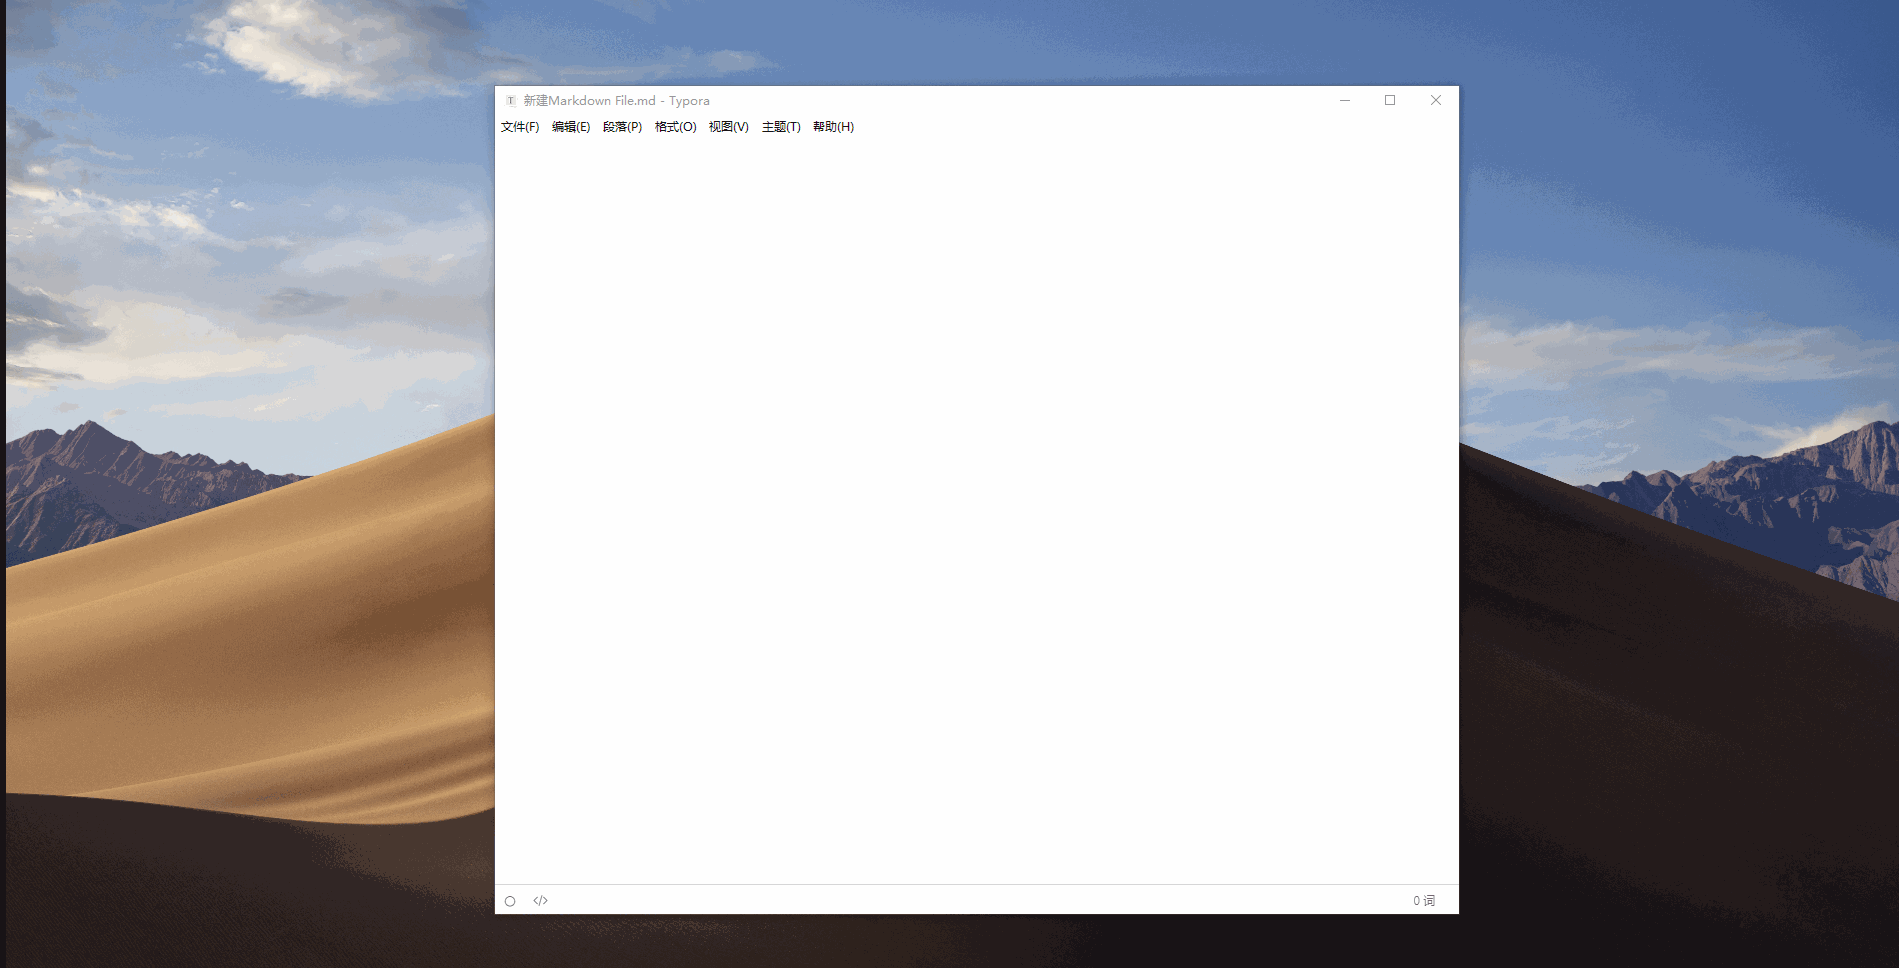 新建Markdown File.md - Typora
文件(F) 编辑(E) 段落(P) 格式(O) 视图(V) 主题(T) 帮助(H)
</> 0 词